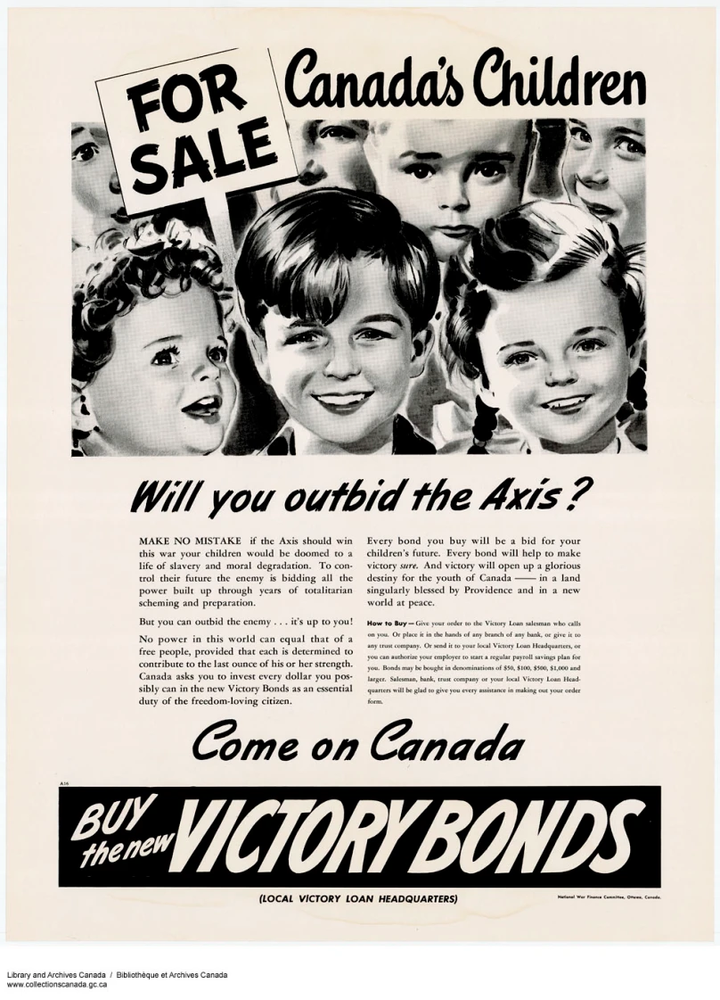 FOR
SALE
Canada's Children
Will you outbid the Axis?
MAKE NO MISTAKE if the Axis should win
this war your children would be doomed to a
life of slavery and moral degradation. To con-
trol their future the enemy is bidding all the
power built up through years of totalitarian
scheming and preparation.
But you can outbid the enemy . . . it's up to you!
No power in this world can equal that of a
free people, provided that each is determined to
contribute to the last ounce of his or her strength.
Canada asks you to invest every dollar you pos-
sibly can in the new Victory Bonds as an essential
duty of the freedom-loving citizen.
Every bond you buy will be a bid for your
children's future. Every bond will help to make
victory sure. And victory will open up a glorious
destiny for the youth of Canada —— in a land
singularly blessed by Providence and in a new
world at peace.
How to Buy — Give your order to the Victory Loan salesman who calls
on you. Or place it in the hands of any branch of any bank, or give it to
any trust company. Or send it to your local Victory Loan Headquarters, or
you can authorize your employer to start a regular payroll savings plan for
you. Bonds may be bought in denominations of $50, $100, $500, $1,000 and
larger. Salesman, bank, trust company or your local Victory Loan Head-
quarters will be glad to give you every assistance in making out your order
form.
Come on Canada
A16
BUY
the new VICTORY BONDS
(LOCAL VICTORY LOAN HEADQUARTERS)
National War Finance Committee, Ottawa, Canada.
Library and Archives Canada / Bibliothèque et Archives Canada
www.collectionscanada.gc.ca